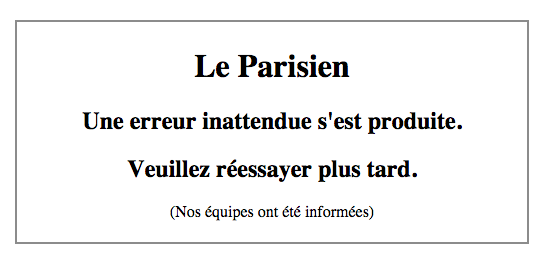 Le Parisien
Une erreur inattendue s'est produite.
Veuillez réessayer plus tard.
(Nos équipes ont été informées)